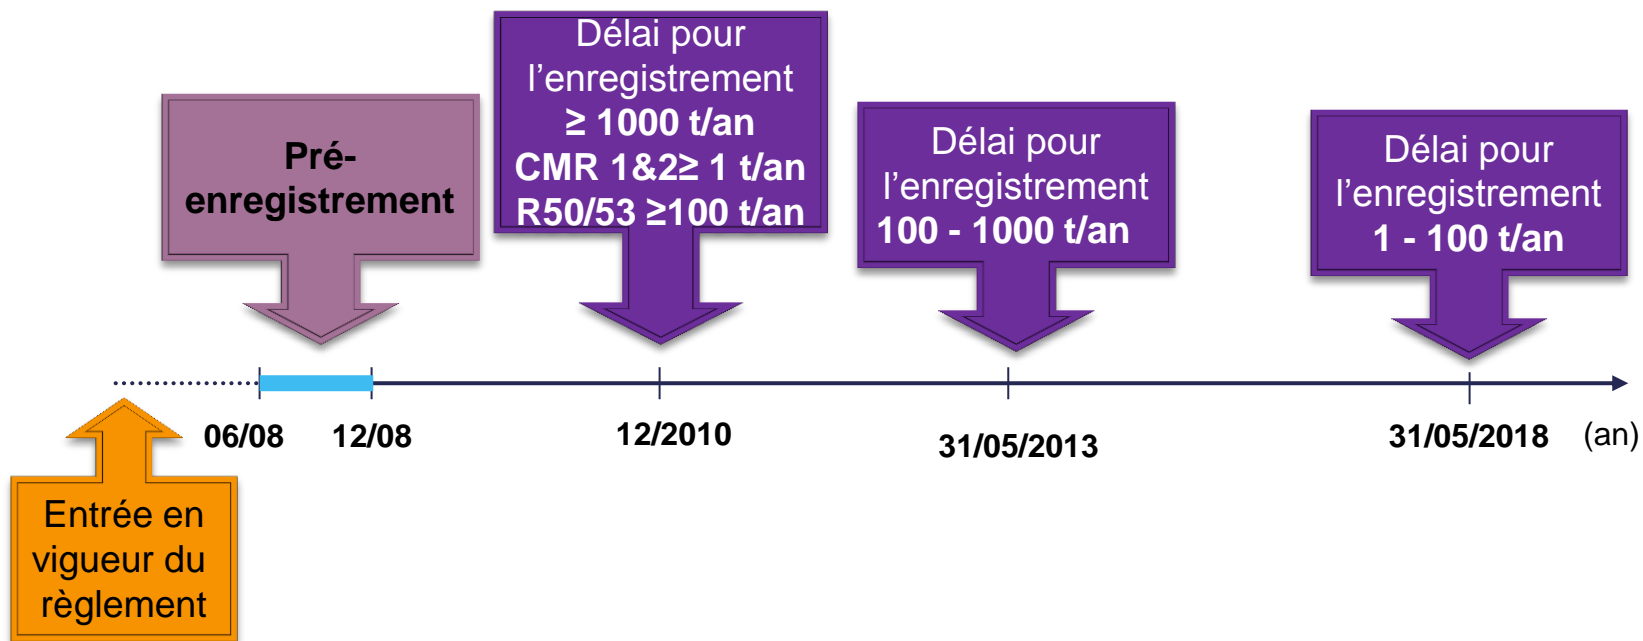 Pré-
enregistrement
Délai pour
l’enregistrement
≥ 1000 t/an
CMR 1&2≥ 1 t/an
R50/53 ≥100 t/an
Délai pour
l’enregistrement
100 - 1000 t/an
Délai pour
l’enregistrement
1 - 100 t/an
06/08
12/08
12/2010
31/05/2013
31/05/2018
(an)
Entrée en
vigueur du
règlement